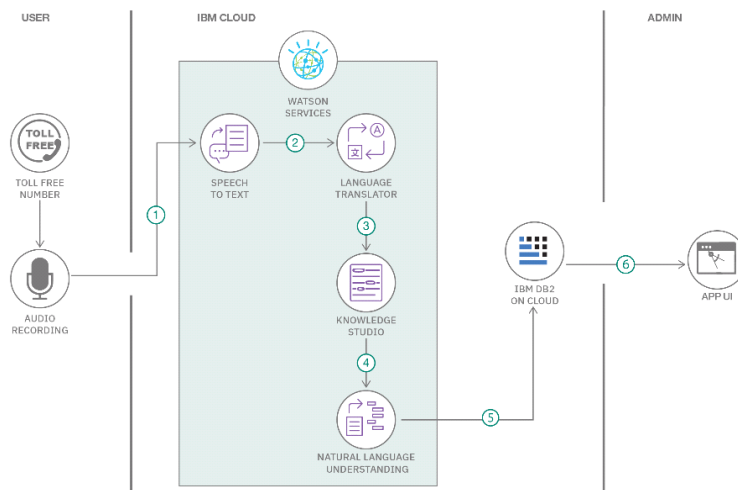 USER
IBM CLOUD
ADMIN
WATSON
SERVICES
TOLL
FREE
TOLL FREE
NUMBER
AUDIO
RECORDING
1
SPEECH
TO TEXT
2
A
文
LANGUAGE
TRANSLATOR
3
KNOWLEDGE
STUDIO
4
NATURAL LANGUAGE
UNDERSTANDING
5
IBM DB2
ON CLOUD
6
APP UI